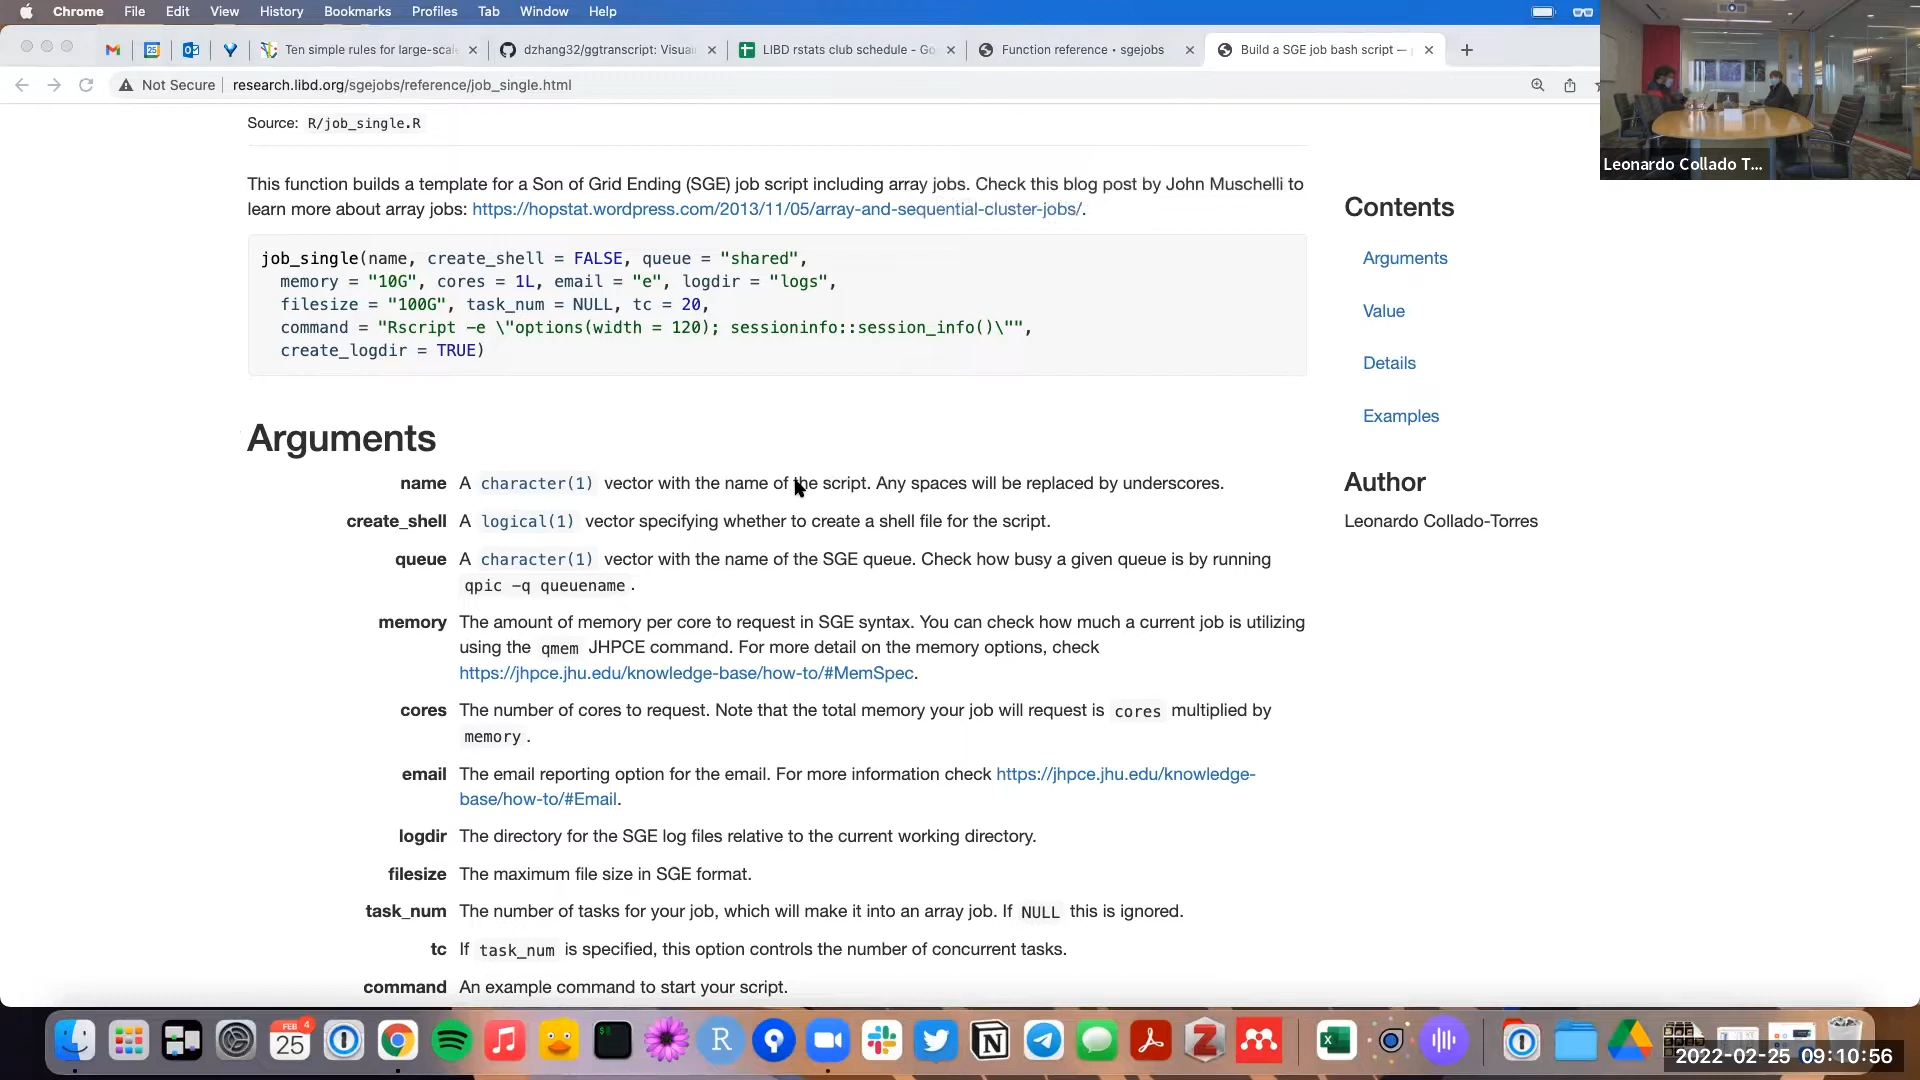 Chrome File Edit View History Bookmarks Profiles Tab Window Help
Ten simple rules for large-scale
dzhang32/ggtranscript: Visual
LIBD rstats club schedule - Go
Function reference • sgejobs
Build a SGE job bash script —
Not Secure research.libd.org/sgejobs/reference/job_single.html
Leonardo Collado T...
Source: R/job_single.R
This function builds a template for a Son of Grid Ending (SGE) job script including array jobs. Check this blog post by John Muschelli to
learn more about array jobs: https://hopstat.wordpress.com/2013/11/05/array-and-sequential-cluster-jobs/.
job_single(name, create_shell = FALSE, queue = "shared",
memory = "10G", cores = 1L, email = "e", logdir = "logs",
filesize = "100G", task_num = NULL, tc = 20,
command = "Rscript -e \"options(width = 120); sessioninfo::session_info()\"",
create_logdir = TRUE)
Arguments
name A character(1) vector with the name of the script. Any spaces will be replaced by underscores.
create_shell A logical(1) vector specifying whether to create a shell file for the script.
queue A character(1) vector with the name of the SGE queue. Check how busy a given queue is by running
qpic -q queuename.
memory The amount of memory per core to request in SGE syntax. You can check how much a current job is utilizing
using the qmem JHPCE command. For more detail on the memory options, check
https://jhpce.jhu.edu/knowledge-base/how-to/#MemSpec.
cores The number of cores to request. Note that the total memory your job will request is cores multiplied by
memory.
email The email reporting option for the email. For more information check https://jhpce.jhu.edu/knowledge-
base/how-to/#Email.
logdir The directory for the SGE log files relative to the current working directory.
filesize The maximum file size in SGE format.
task_num The number of tasks for your job, which will make it into an array job. If NULL this is ignored.
tc If task_num is specified, this option controls the number of concurrent tasks.
command An example command to start your script.
Contents
Arguments
Value
Details
Examples
Author
Leonardo Collado-Torres
FEB 4
25
2022-02-25 09:10:56